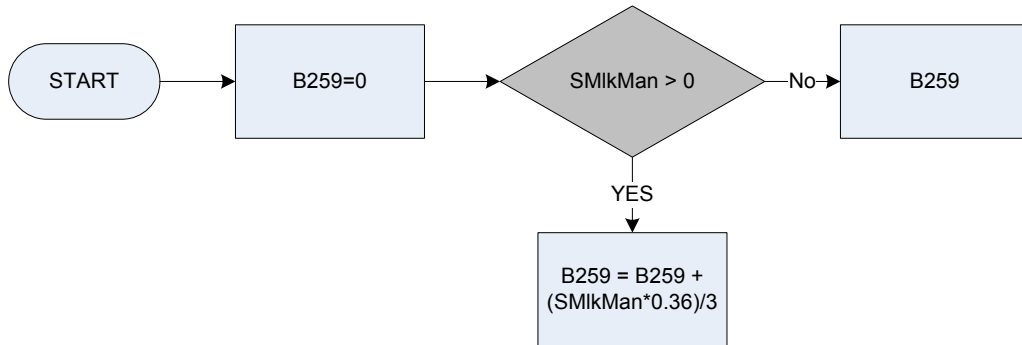 START
B259=0
SMlkMan > 0
No
B259
YES
B259 = B259 +
(SMlkMan*0.36)/3